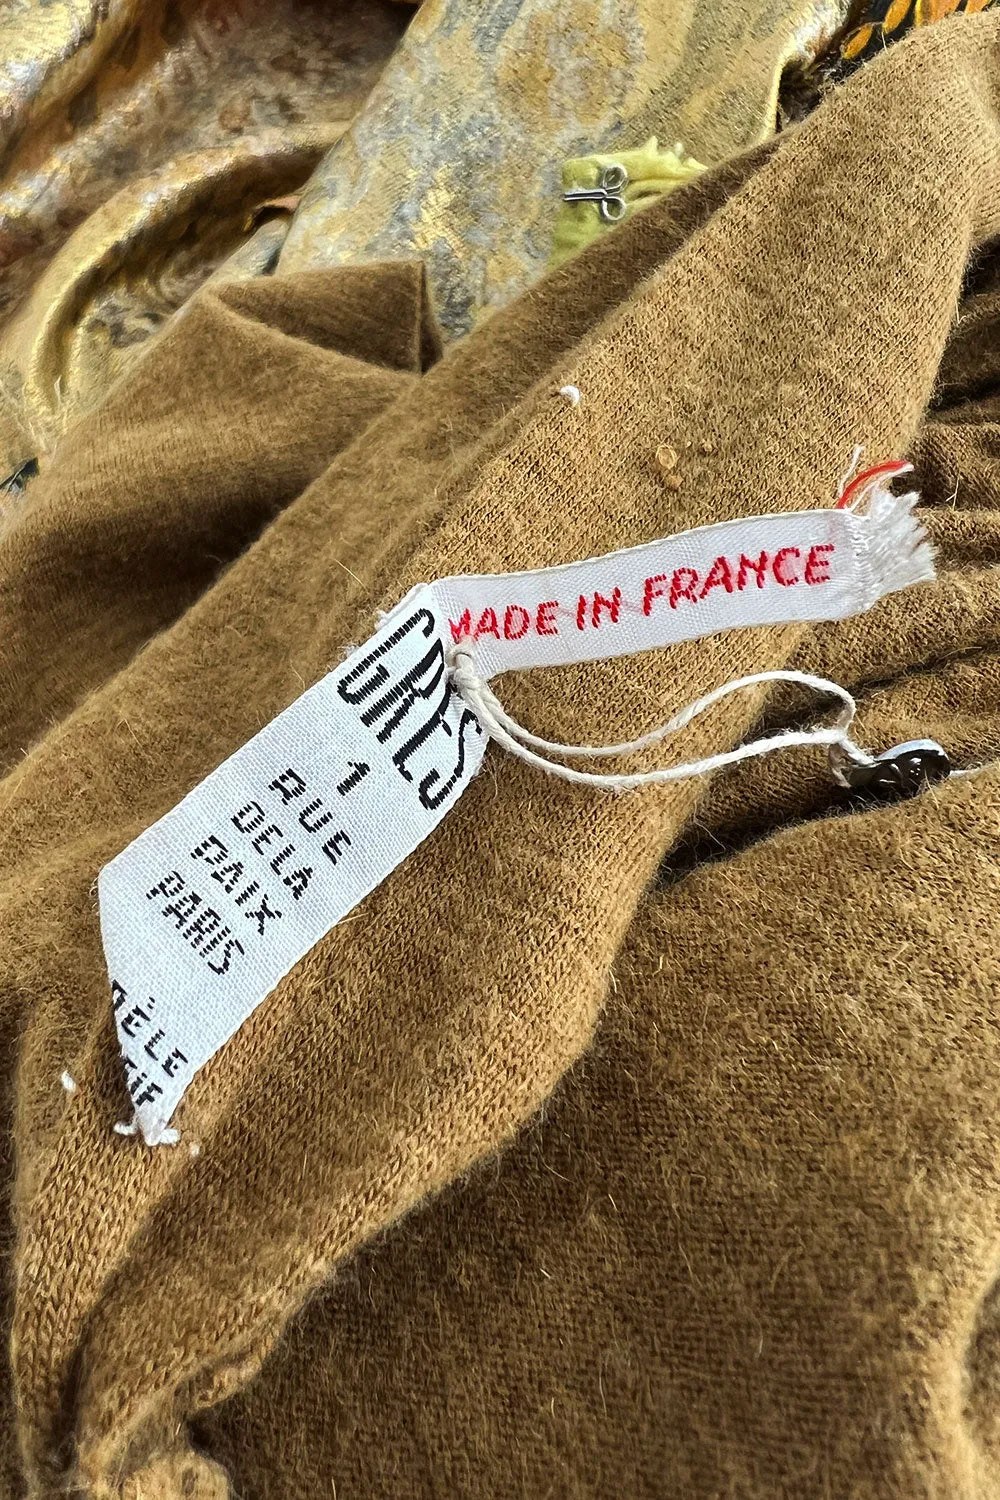 GRES
1
RUE
DE LA
PAIX
PARIS
MADE IN FRANCE